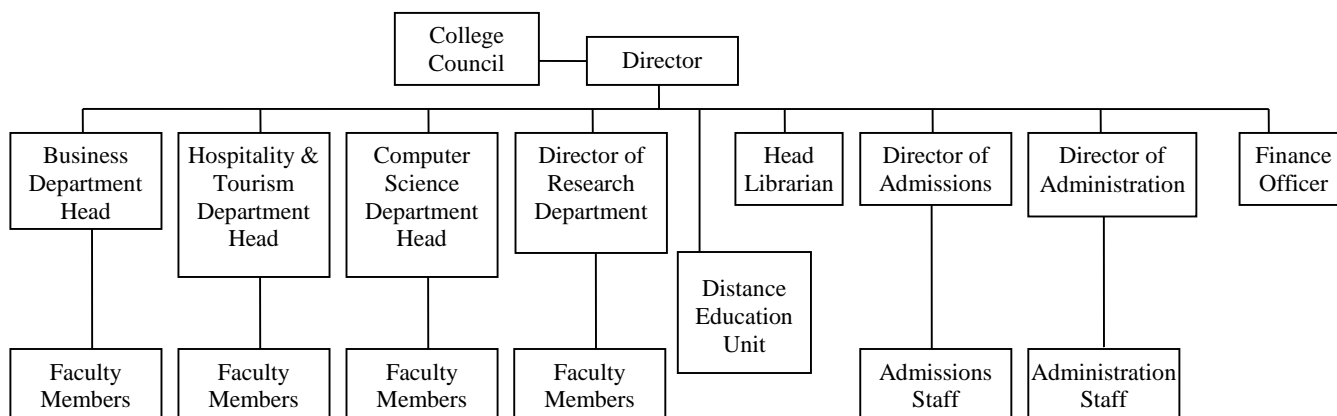 College
Council
Director
Business
Department
Head
Hospitality &
Tourism
Department
Head
Computer
Science
Department
Head
Director of
Research
Department
Head
Librarian
Director of
Admissions
Director of
Administration
Finance
Officer
Distance
Education
Unit
Faculty
Members
Faculty
Members
Faculty
Members
Faculty
Members
Admissions
Staff
Administration
Staff